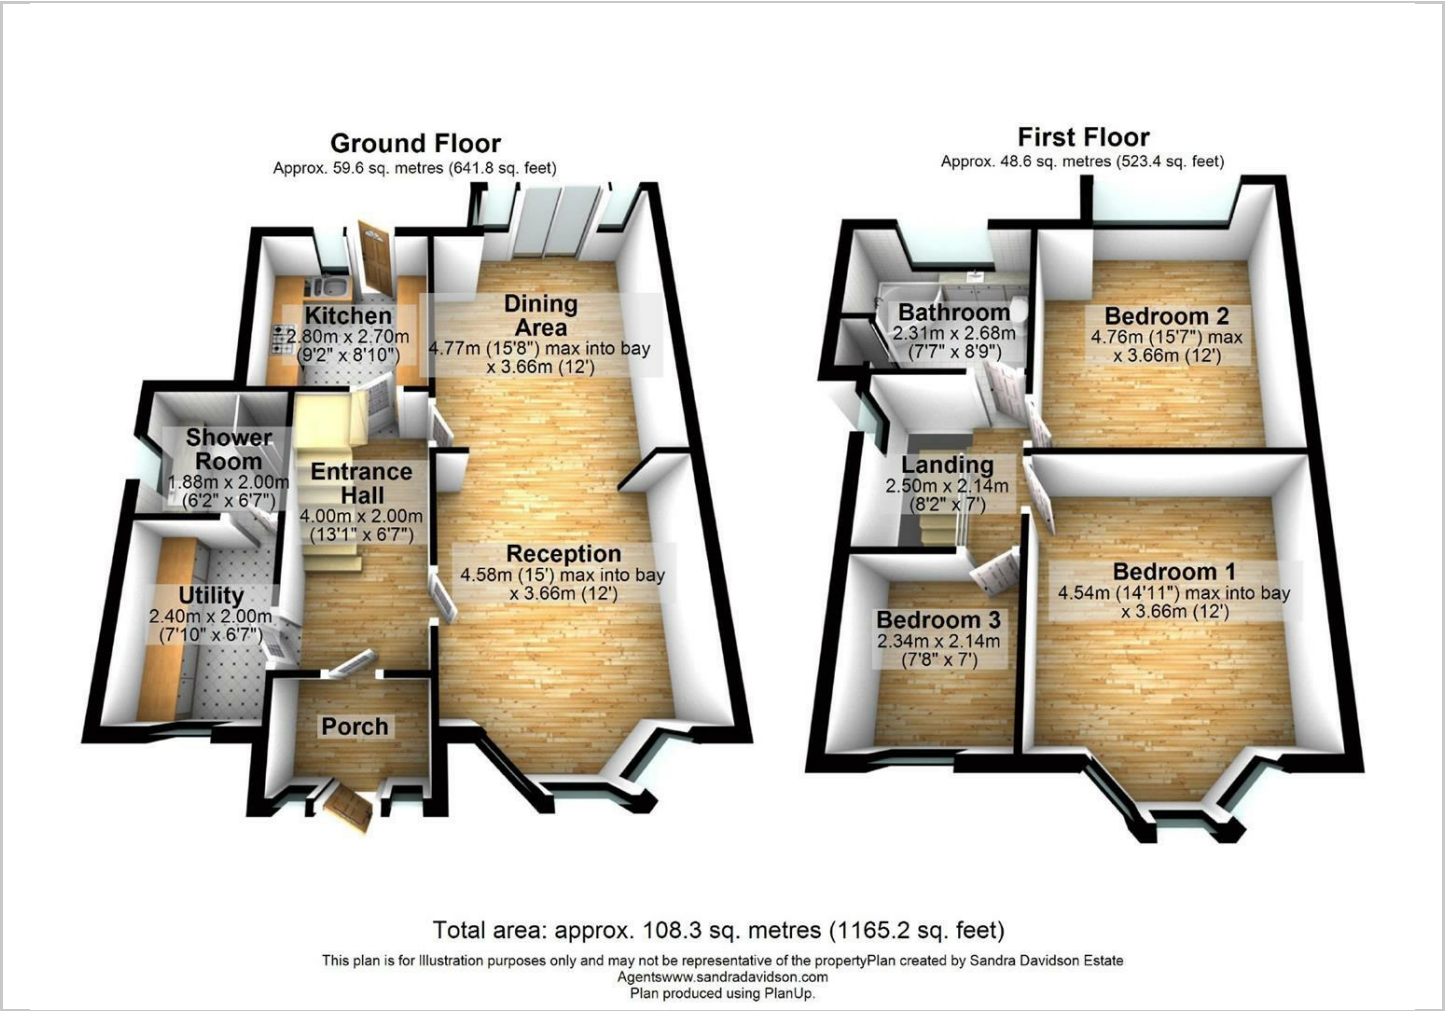 Ground Floor
Approx. 59.6 sq. metres (641.8 sq. feet)
Kitchen
2.80m x 2.70m
(9'2" x 8'10")
Dining
Area
4.77m (15'8") max into bay
x 3.66m (12')
Shower
Room
1.88m x 2.00m
(6'2" x 6'7")
Entrance
Hall
4.00m x 2.00m
(13'1" x 6'7")
Reception
4.58m (15') max into bay
x 3.66m (12')
Utility
2.40m x 2.00m
(7'10" x 6'7")
Porch
First Floor
Approx. 48.6 sq. metres (523.4 sq. feet)
Bathroom
2.31m x 2.68m
(7'7" x 8'9")
Bedroom 2
4.76m (15'7") max
x 3.66m (12')
Landing
2.50m x 2.14m
(8'2" x 7')
Bedroom 1
4.54m (14'11") max into bay
x 3.66m (12')
Bedroom 3
2.34m x 2.14m
(7'8" x 7')
Total area: approx. 108.3 sq. metres (1165.2 sq. feet)
This plan is for Illustration purposes only and may not be representative of the propertyPlan created by Sandra Davidson Estate
Agentswww.sandradavidson.com
Plan produced using PlanUp.